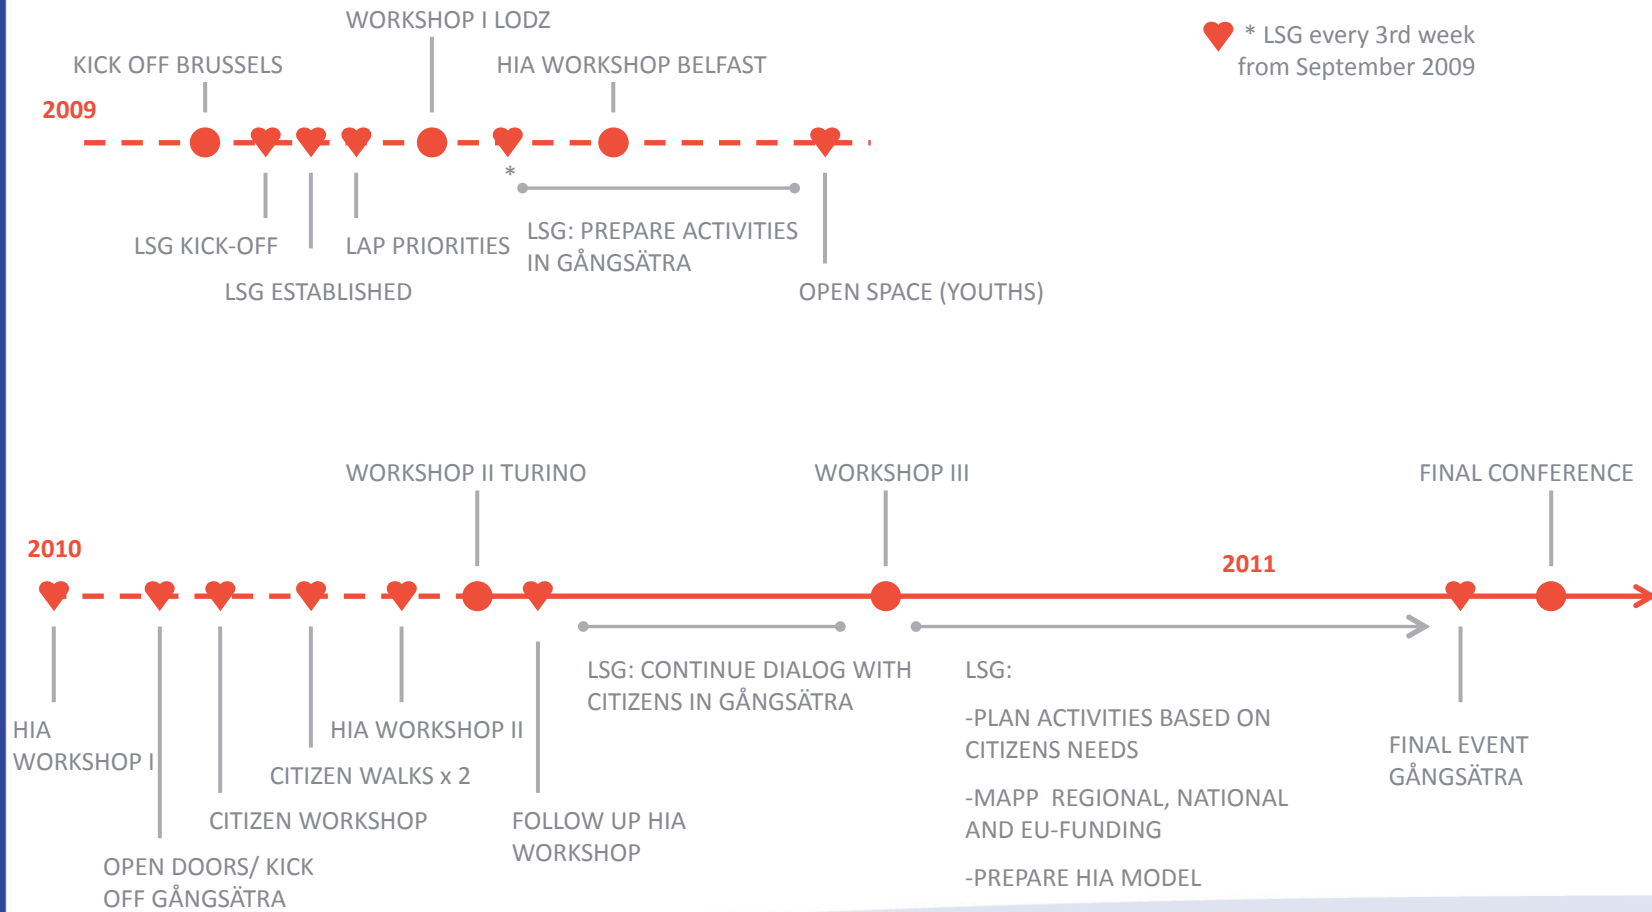 WORKSHOP I LODZ
* LSG every 3rd week
from September 2009
KICK OFF BRUSSELS
HIA WORKSHOP BELFAST
2009
*
LSG KICK-OFF
LAP PRIORITIES
LSG: PREPARE ACTIVITIES
IN GÅNGSÄTRA
LSG ESTABLISHED
OPEN SPACE (YOUTHS)
WORKSHOP II TURINO
WORKSHOP III
FINAL CONFERENCE
2010
2011
HIA
WORKSHOP I
OPEN DOORS/ KICK
OFF GÅNGSÄTRA
CITIZEN WORKSHOP
CITIZEN WALKS x 2
HIA WORKSHOP II
FOLLOW UP HIA
WORKSHOP
LSG: CONTINUE DIALOG WITH
CITIZENS IN GÅNGSÄTRA
LSG:
-PLAN ACTIVITIES BASED ON
CITIZENS NEEDS
-MAPP  REGIONAL, NATIONAL
AND EU-FUNDING
-PREPARE HIA MODEL
FINAL EVENT
GÅNGSÄTRA